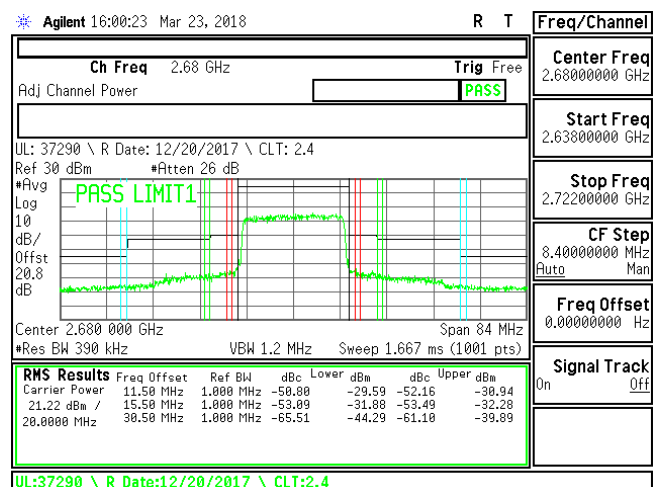 Agilent 16:00:23 Mar 23, 2018 R T
Freq/Channel
Ch Freq 2.68 GHz Trig Free
Adj Channel Power PASS
UL: 37290 \ R Date: 12/20/2017 \ CLT: 2.4
Ref 30 dBm #Atten 26 dB
#Avg
Log
10
dB/
Offst
20.8
dB
PASS LIMIT1
Center 2.680 000 GHz Span 84 MHz
#Res BW 390 kHz VBW 1.2 MHz Sweep 1.667 ms (1001 pts)
RMS Results Freq Offset Ref BW dBc Lower dBm dBc Upper dBm
Carrier Power 11.50 MHz 1.000 MHz -50.80 -29.59 -52.16 -30.94
21.22 dBm / 15.50 MHz 1.000 MHz -53.09 -31.88 -53.49 -32.28
20.0000 MHz 30.50 MHz 1.000 MHz -65.51 -44.29 -61.10 -39.89
UL:37290 \ R Date:12/20/2017 \ CLT:2.4
Center Freq
2.68000000 GHz
Start Freq
2.63800000 GHz
Stop Freq
2.72200000 GHz
CF Step
8.40000000 MHz
Auto Man
Freq Offset
0.00000000 Hz
Signal Track
On Off